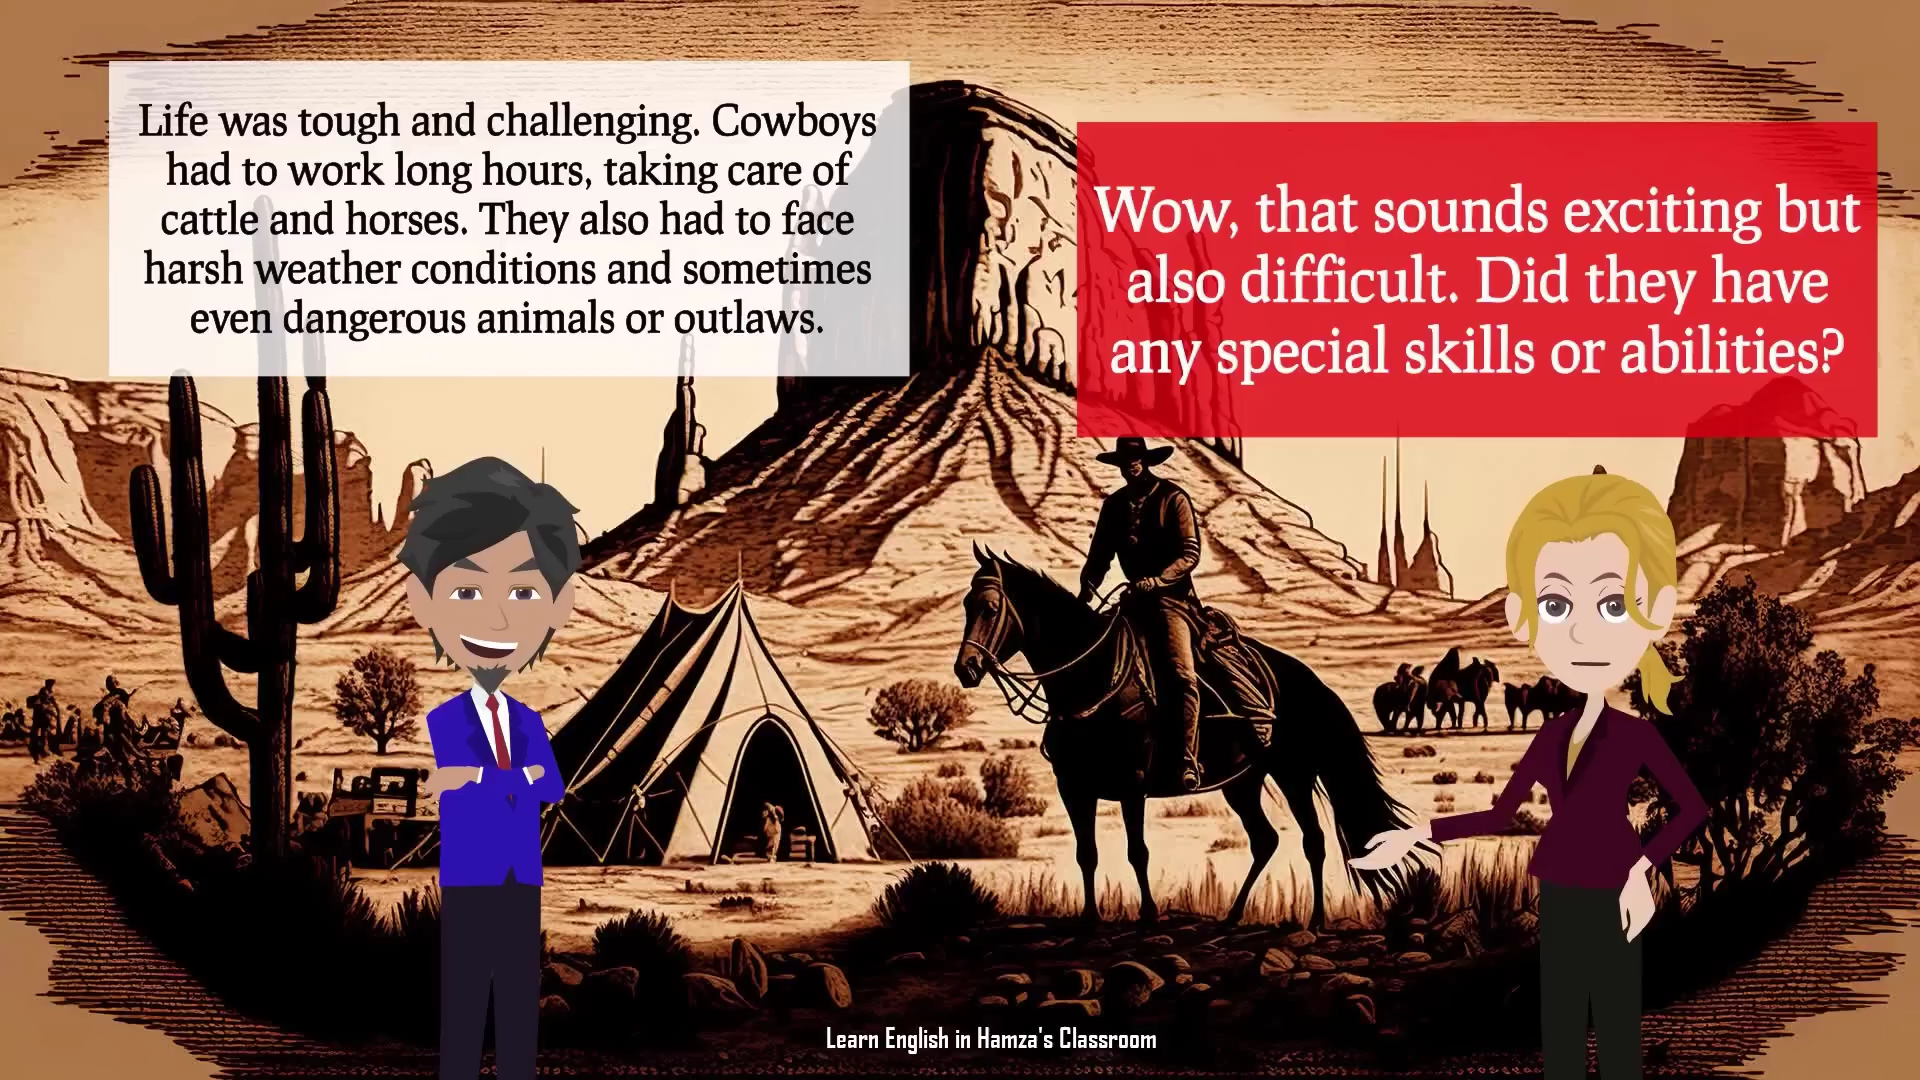 Life was tough and challenging. Cowboys
had to work long hours, taking care of
cattle and horses. They also had to face
harsh weather conditions and sometimes
even dangerous animals or outlaws.
Wow, that sounds exciting but
also difficult. Did they have
any special skills or abilities?
Learn English in Hamza's Classroom